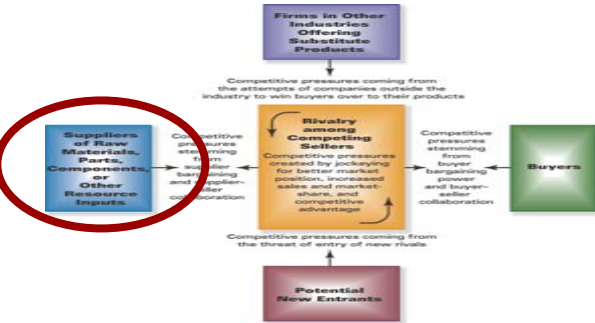 Firms in Other
Industries
Offering
Substitute
Products
Competitive pressures coming from
the attempts of companies outside the
industry to win buyers over to their products
Suppliers
of Raw
Materials,
Parts,
Components,
or
Other
Resource
Inputs
Competitive
pressures
stemming
from
supplier
bargaining
and supplier-
seller
collaboration
Rivalry
among
Competing
Sellers
Competitive pressures
created by jockeying
for better market
position, increased
sales and market-
share, and
competitive
advantage
Competitive
pressures
stemming
from
buyer
bargaining
power
and buyer-
seller
collaboration
Buyers
Competitive pressures coming from
the threat of entry of new rivals
Potential
New Entrants